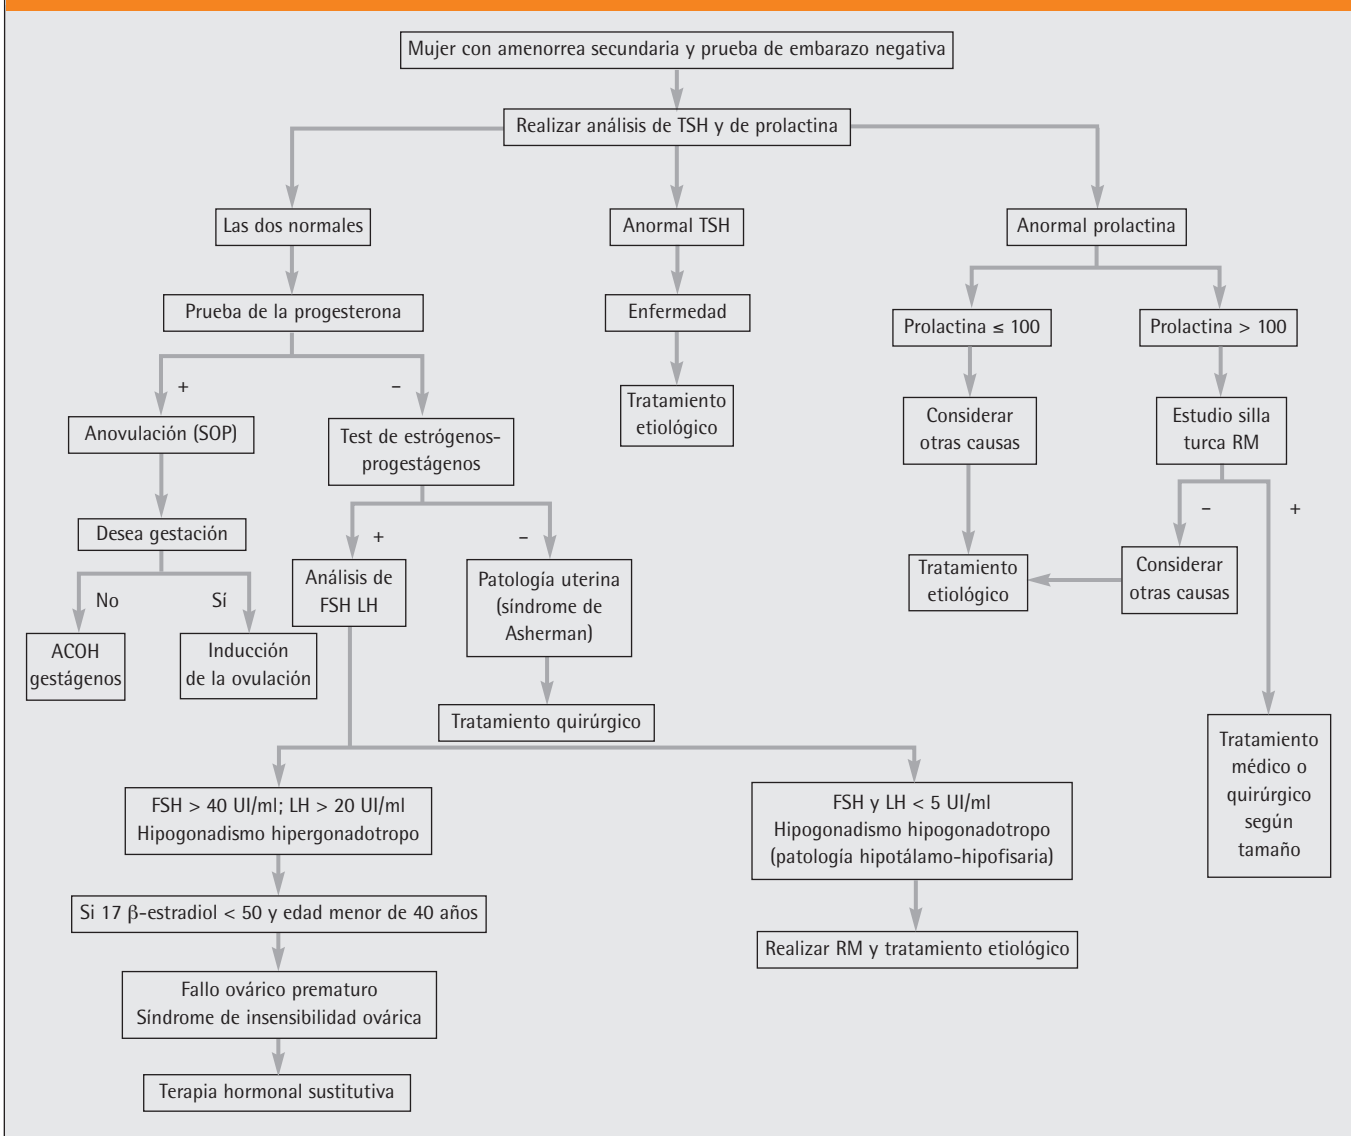 Mujer con amenorrea secundaria y prueba de embarazo negativa
Realizar análisis de TSH y de prolactina
Las dos normales
Anormal TSH
Anormal prolactina
Prueba de la progesterona
Enfermedad
Prolactina ≤ 100
Prolactina > 100
+
–
Anovulación (SOP)
Test de estrógenos-
progestágenos
Tratamiento
etiológico
Considerar
otras causas
Estudio silla
turca RM
Desea gestación
+
–
–
+
No
Sí
Análisis de
FSH LH
Patología uterina
(síndrome de
Asherman)
Tratamiento
etiológico
Considerar
otras causas
ACOH
gestágenos
Inducción
de la ovulación
Tratamiento quirúrgico
Tratamiento
médico o
quirúrgico
según
tamaño
FSH > 40 UI/ml; LH > 20 UI/ml
Hipogonadismo hipergonadotropo
FSH y LH < 5 UI/ml
Hipogonadismo hipogonadotropo
(patología hipotálamo-hipofisaria)
Si 17 β-estradiol < 50 y edad menor de 40 años
Realizar RM y tratamiento etiológico
Fallo ovárico prematuro
Síndrome de insensibilidad ovárica
Terapia hormonal sustitutiva